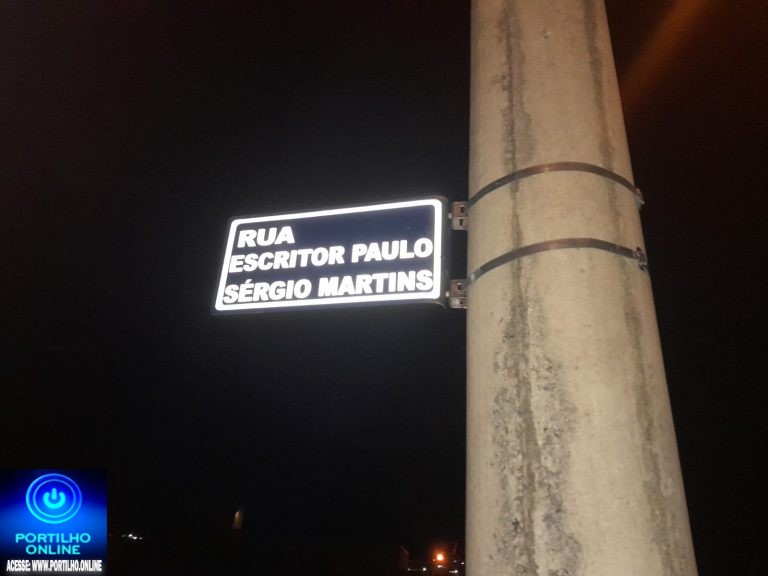 RUA
ESCRITOR PAULO
SÉRGIO MARTINS
PORTILHO
ONLINE
ACESSE: WWW.PORTILHO.ONLINE